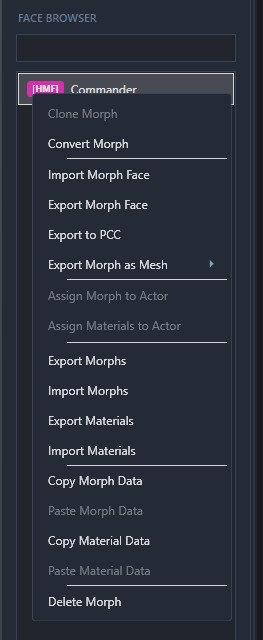 FACE BROWSER
[HMF] Commander
Clone Morph
Convert Morph
Import Morph Face
Export Morph Face
Export to PCC
Export Morph as Mesh
Assign Morph to Actor
Assign Materials to Actor
Export Morphs
Import Morphs
Export Materials
Import Materials
Copy Morph Data
Paste Morph Data
Copy Material Data
Paste Material Data
Delete Morph